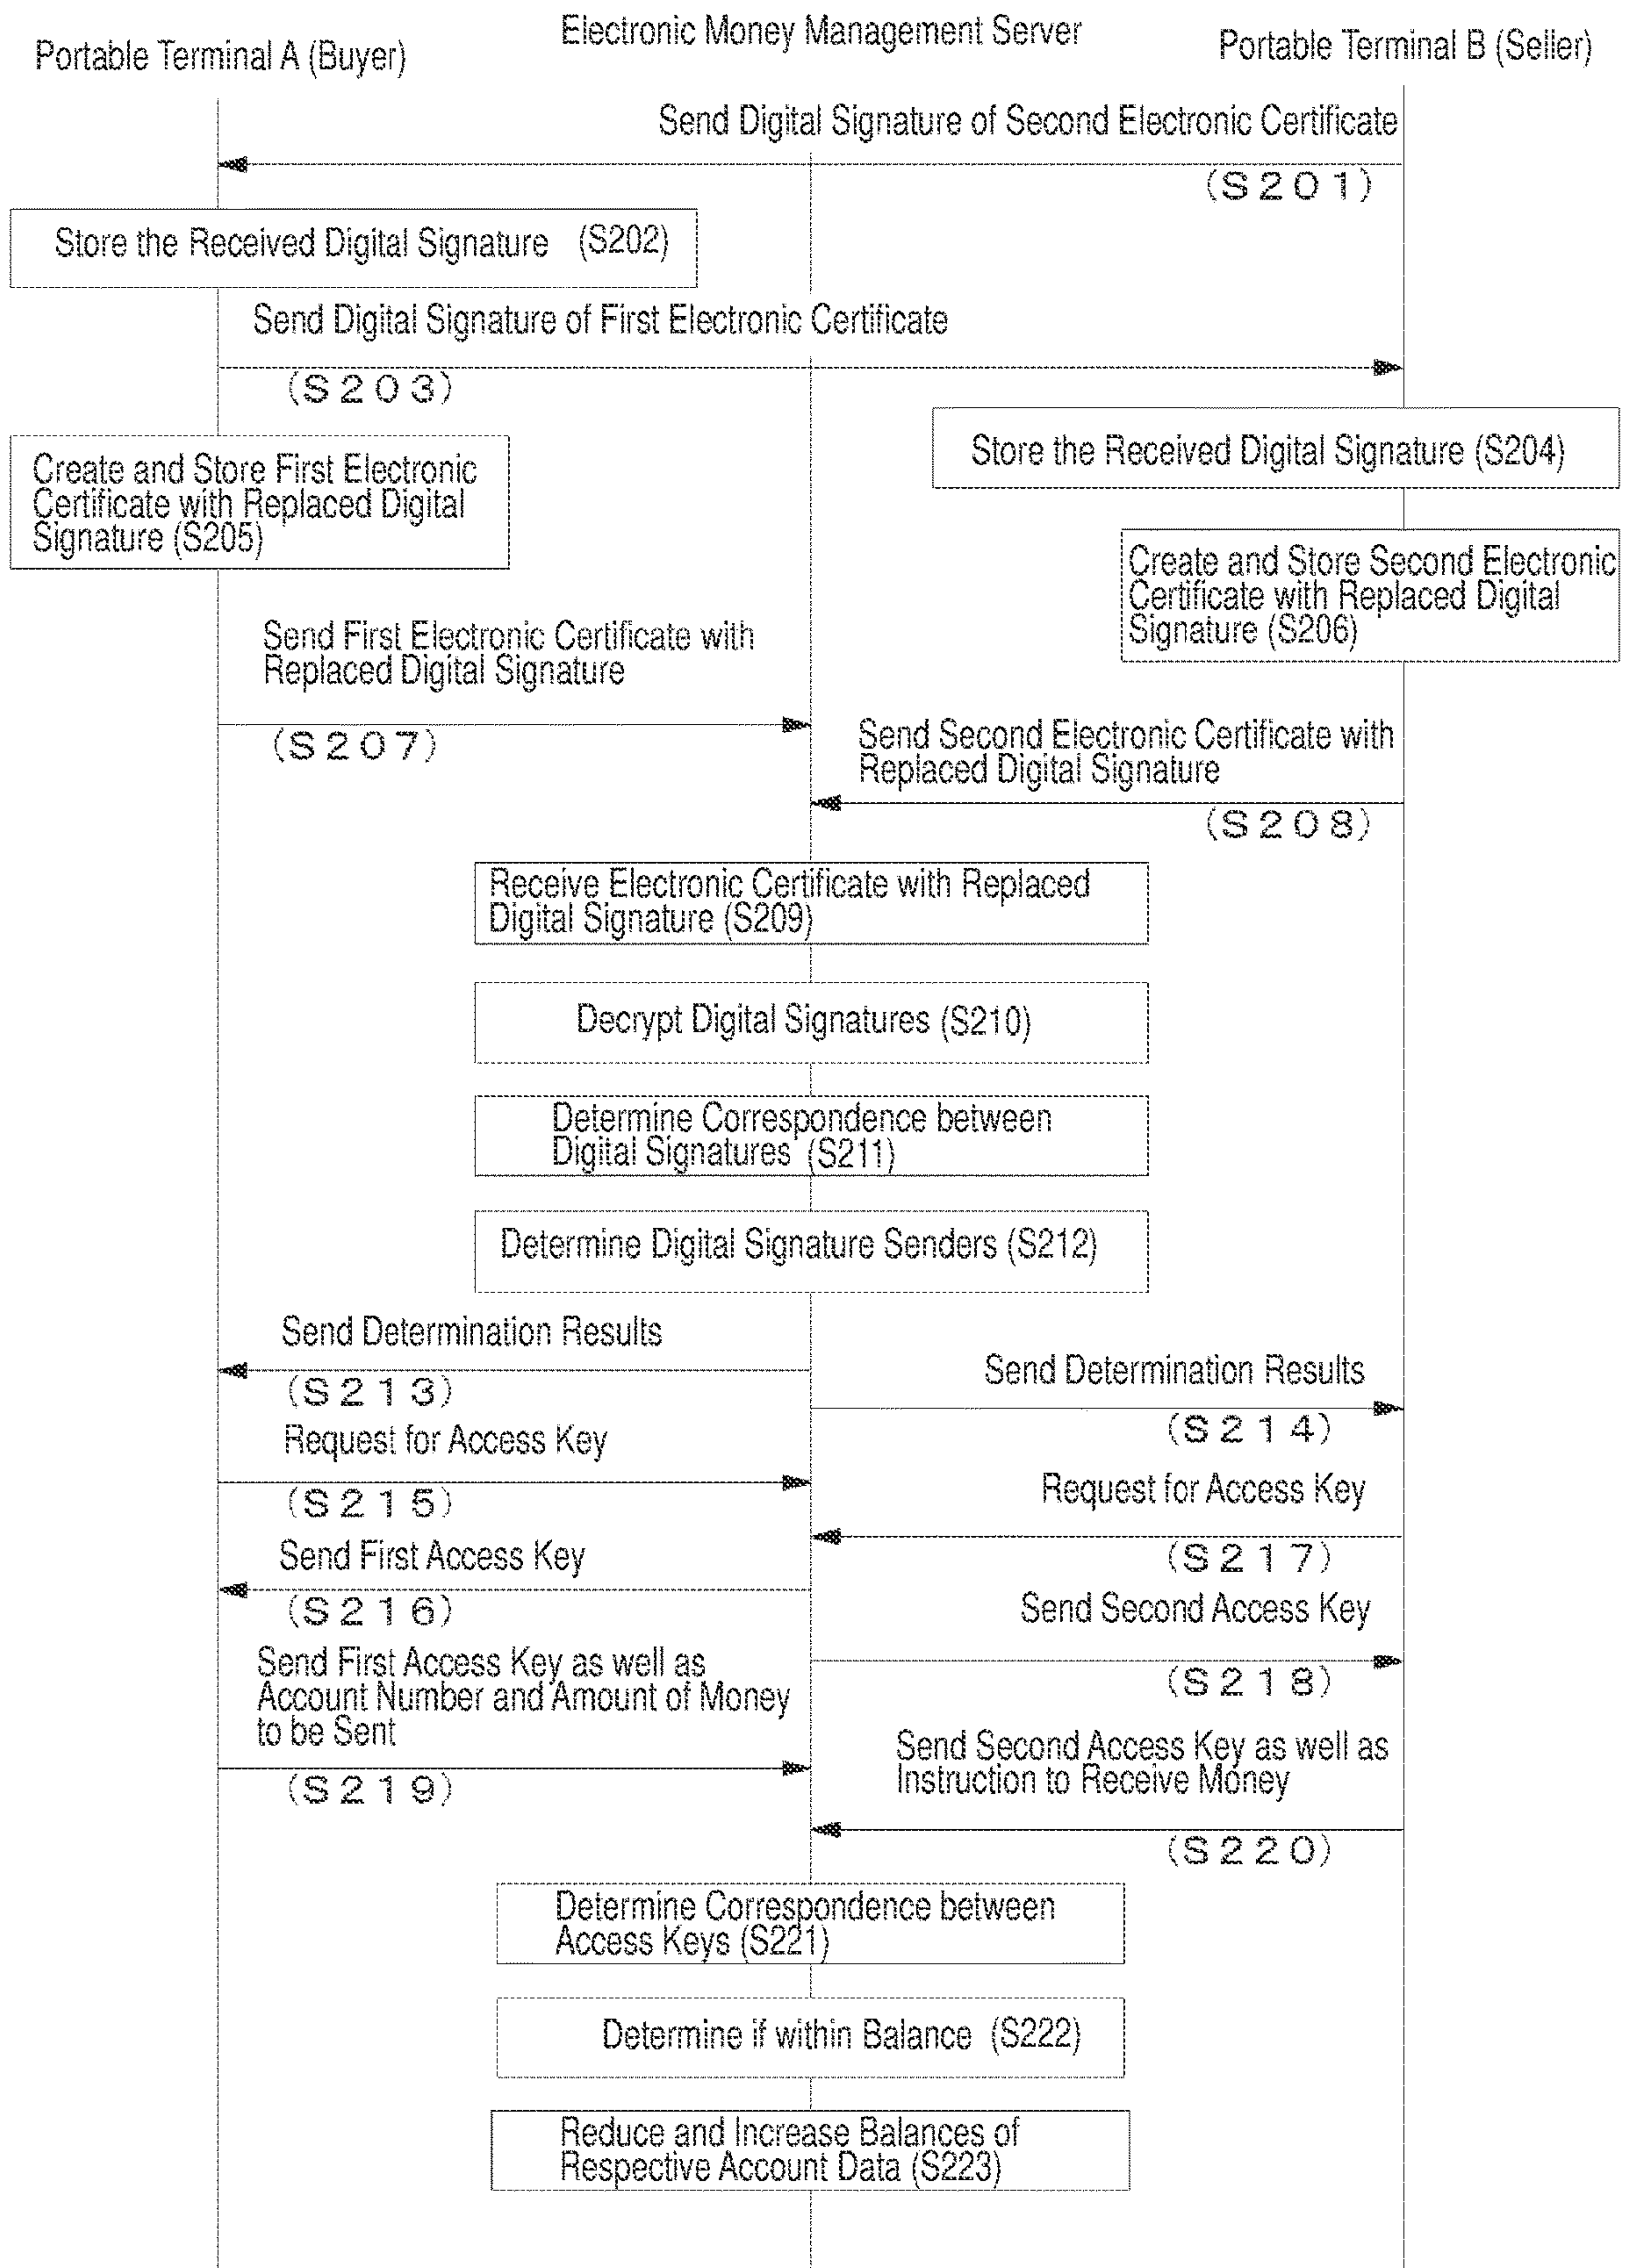 Electronic Money Management Server
Portable Terminal A (Buyer)
Portable Terminal B (Seller)
Send Digital Signature of Second Electronic Certificate
(S201)
Store the Received Digital Signature (S202)
Send Digital Signature of First Electronic Certificate
(S203)
Store the Received Digital Signature (S204)
Create and Store First Electronic
Certificate with Replaced Digital
Signature (S205)
Create and Store Second Electronic
Certificate with Replaced Digital
Signature (S206)
Send First Electronic Certificate with
Replaced Digital Signature
(S207)
Send Second Electronic Certificate with
Replaced Digital Signature
(S208)
Receive Electronic Certificate with Replaced
Digital Signature (S209)
Decrypt Digital Signatures (S210)
Determine Correspondence between
Digital Signatures (S211)
Determine Digital Signature Senders (S212)
Send Determination Results
(S213)
Send Determination Results
(S214)
Request for Access Key
(S215)
Request for Access Key
(S217)
Send First Access Key
(S216)
Send Second Access Key
(S218)
Send First Access Key as well as
Account Number and Amount of Money
to be Sent
(S219)
Send Second Access Key as well as
Instruction to Receive Money
(S220)
Determine Correspondence between
Access Keys (S221)
Determine if within Balance (S222)
Reduce and Increase Balances of
Respective Account Data (S223)